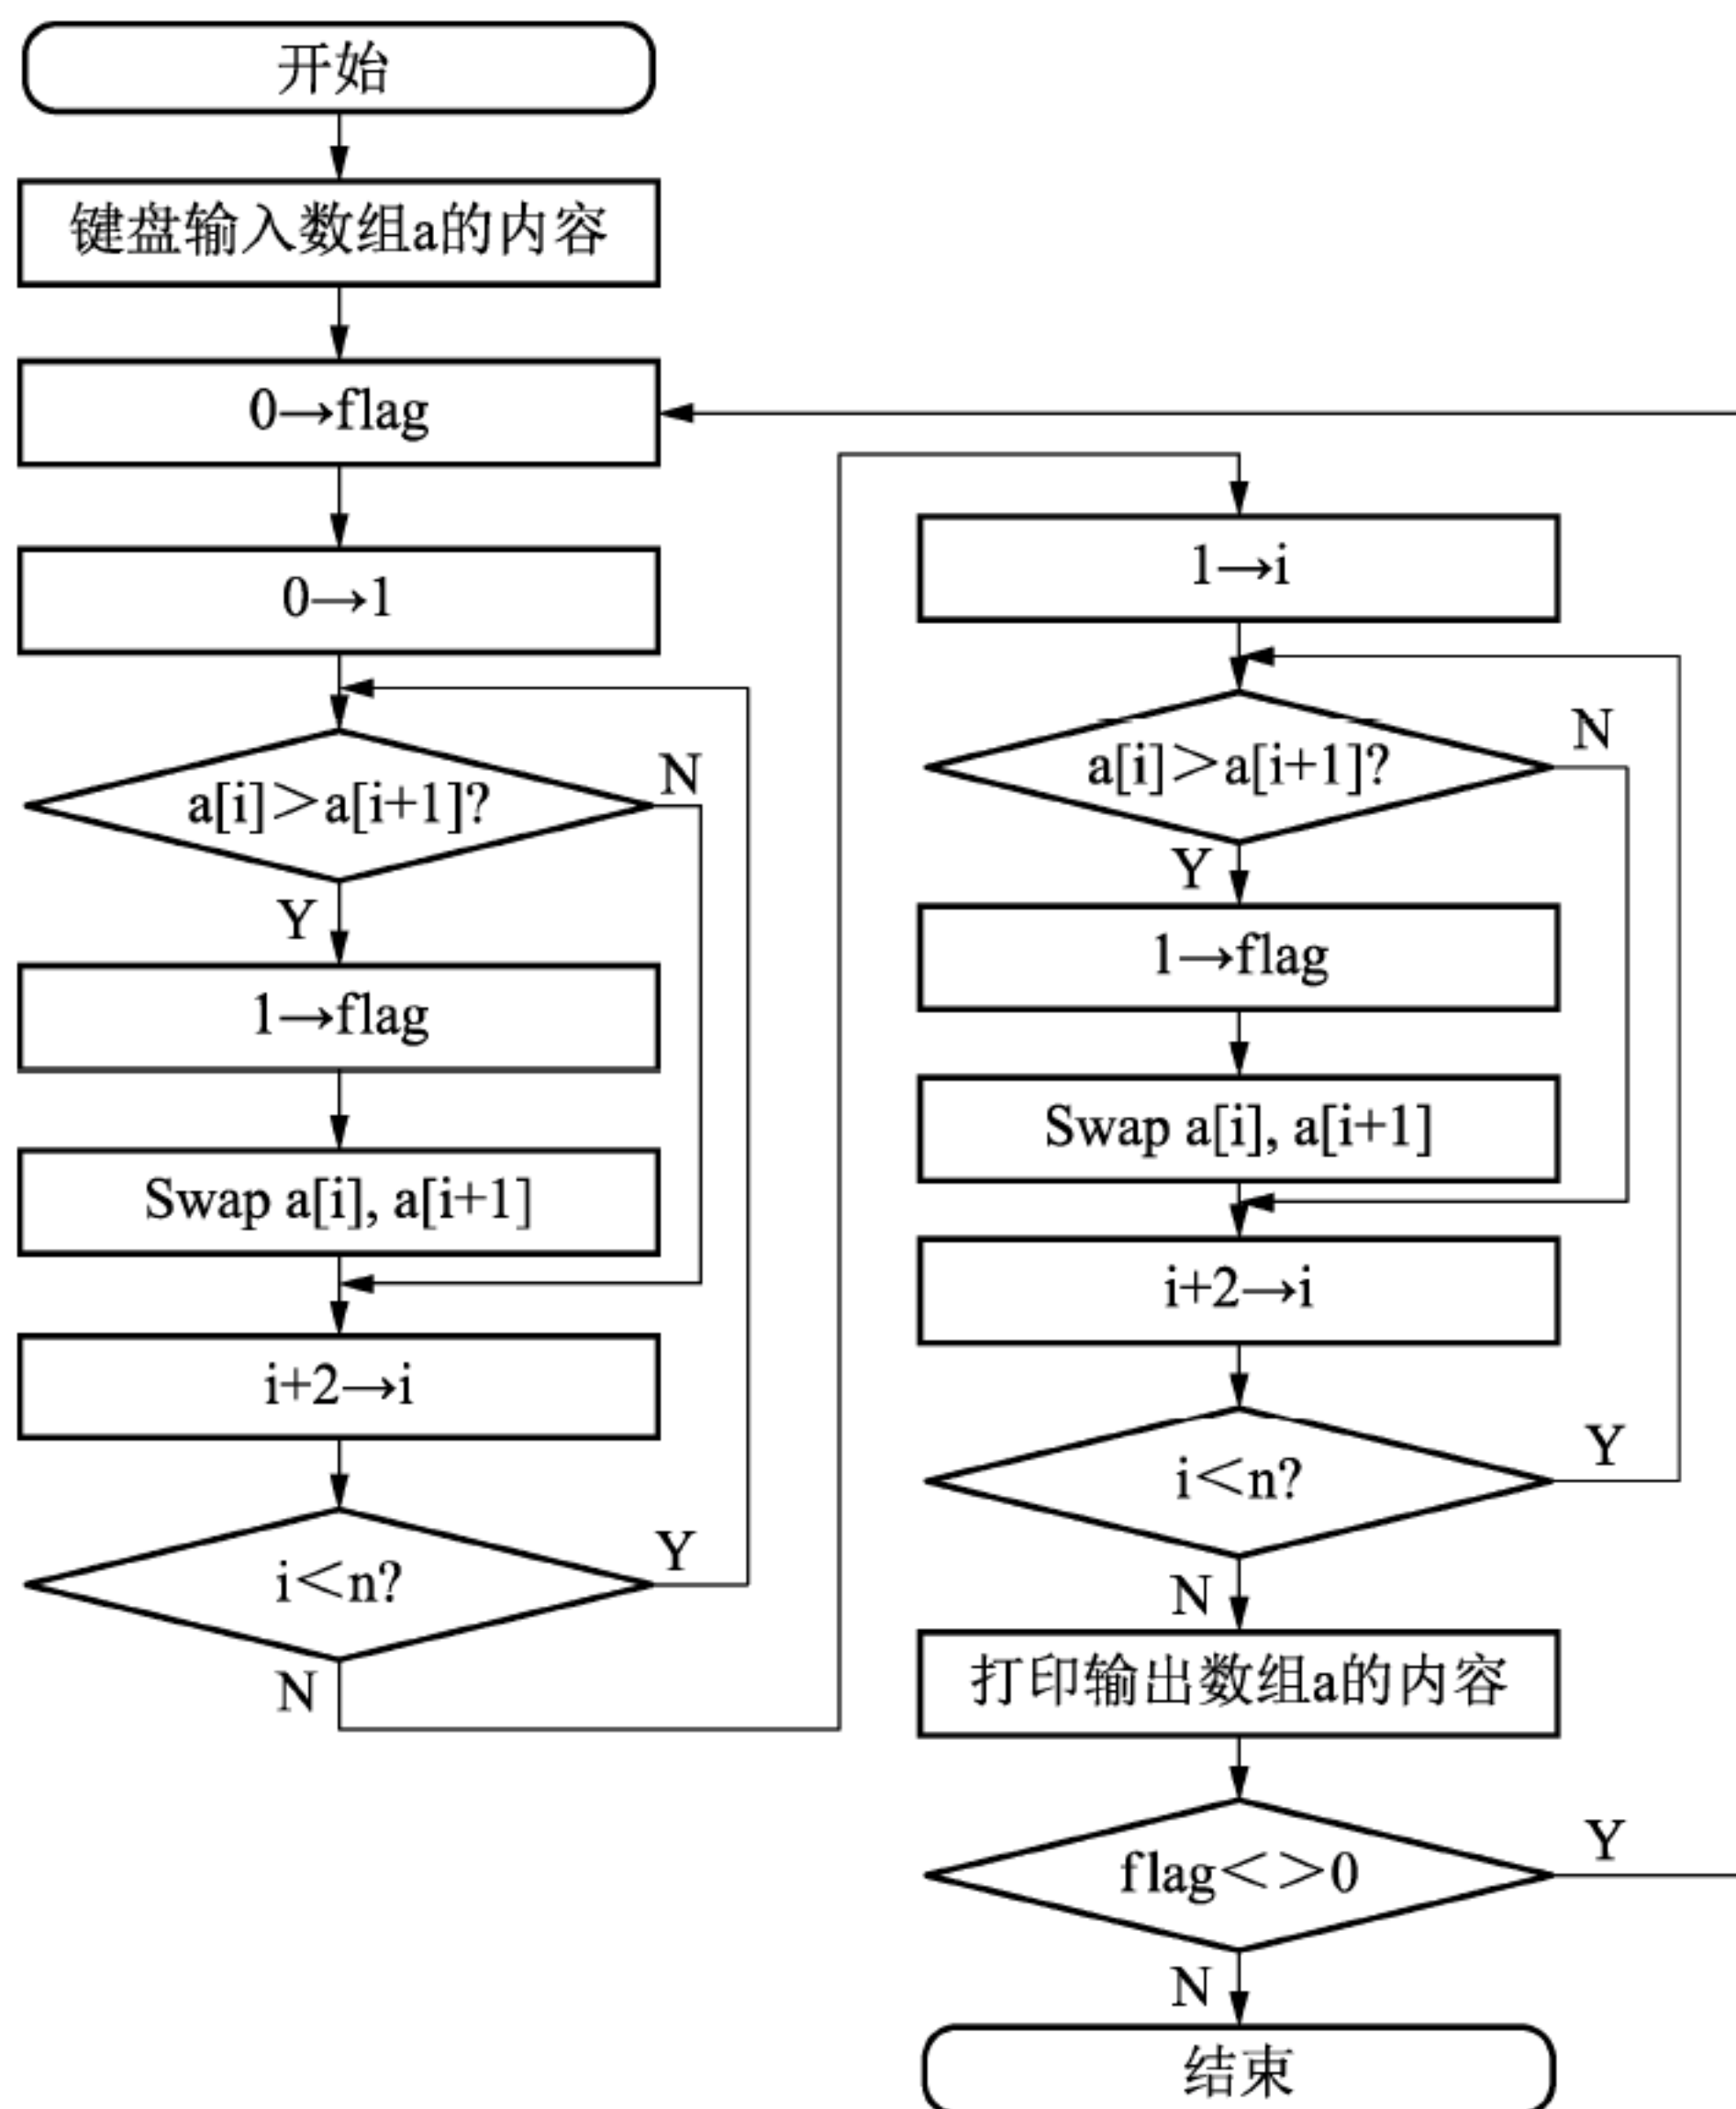 开始
键盘输入数组a的内容
0→flag
0→1
a[i]>a[i+1]?
N
Y
1→flag
Swap a[i], a[i+1]
i+2→i
i<n?
Y
N
1→i
a[i]>a[i+1]?
N
Y
1→flag
Swap a[i], a[i+1]
i+2→i
i<n?
Y
N
打印输出数组a的内容
flag<>0
Y
N
结束